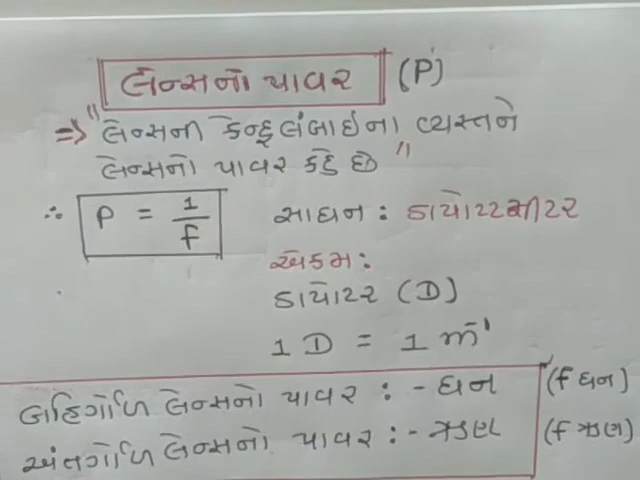 લેન્સનો પાવર (P)
⇒ "લેન્સની કેન્દ્રલંબાઇના વ્યસ્તને
લેન્સનો પાવર કહે છે"
∴ P = 1/f
સાધન : ડાયોપ્ટરમીટર
એકમ :
ડાયોપ્ટર (D)
1 D = 1 m⁻¹
બહિર્ગોળ લેન્સનો પાવર : - ધન (f ધન)
અંતર્ગોળ લેન્સનો પાવર : - ઋણ (f ઋણ)